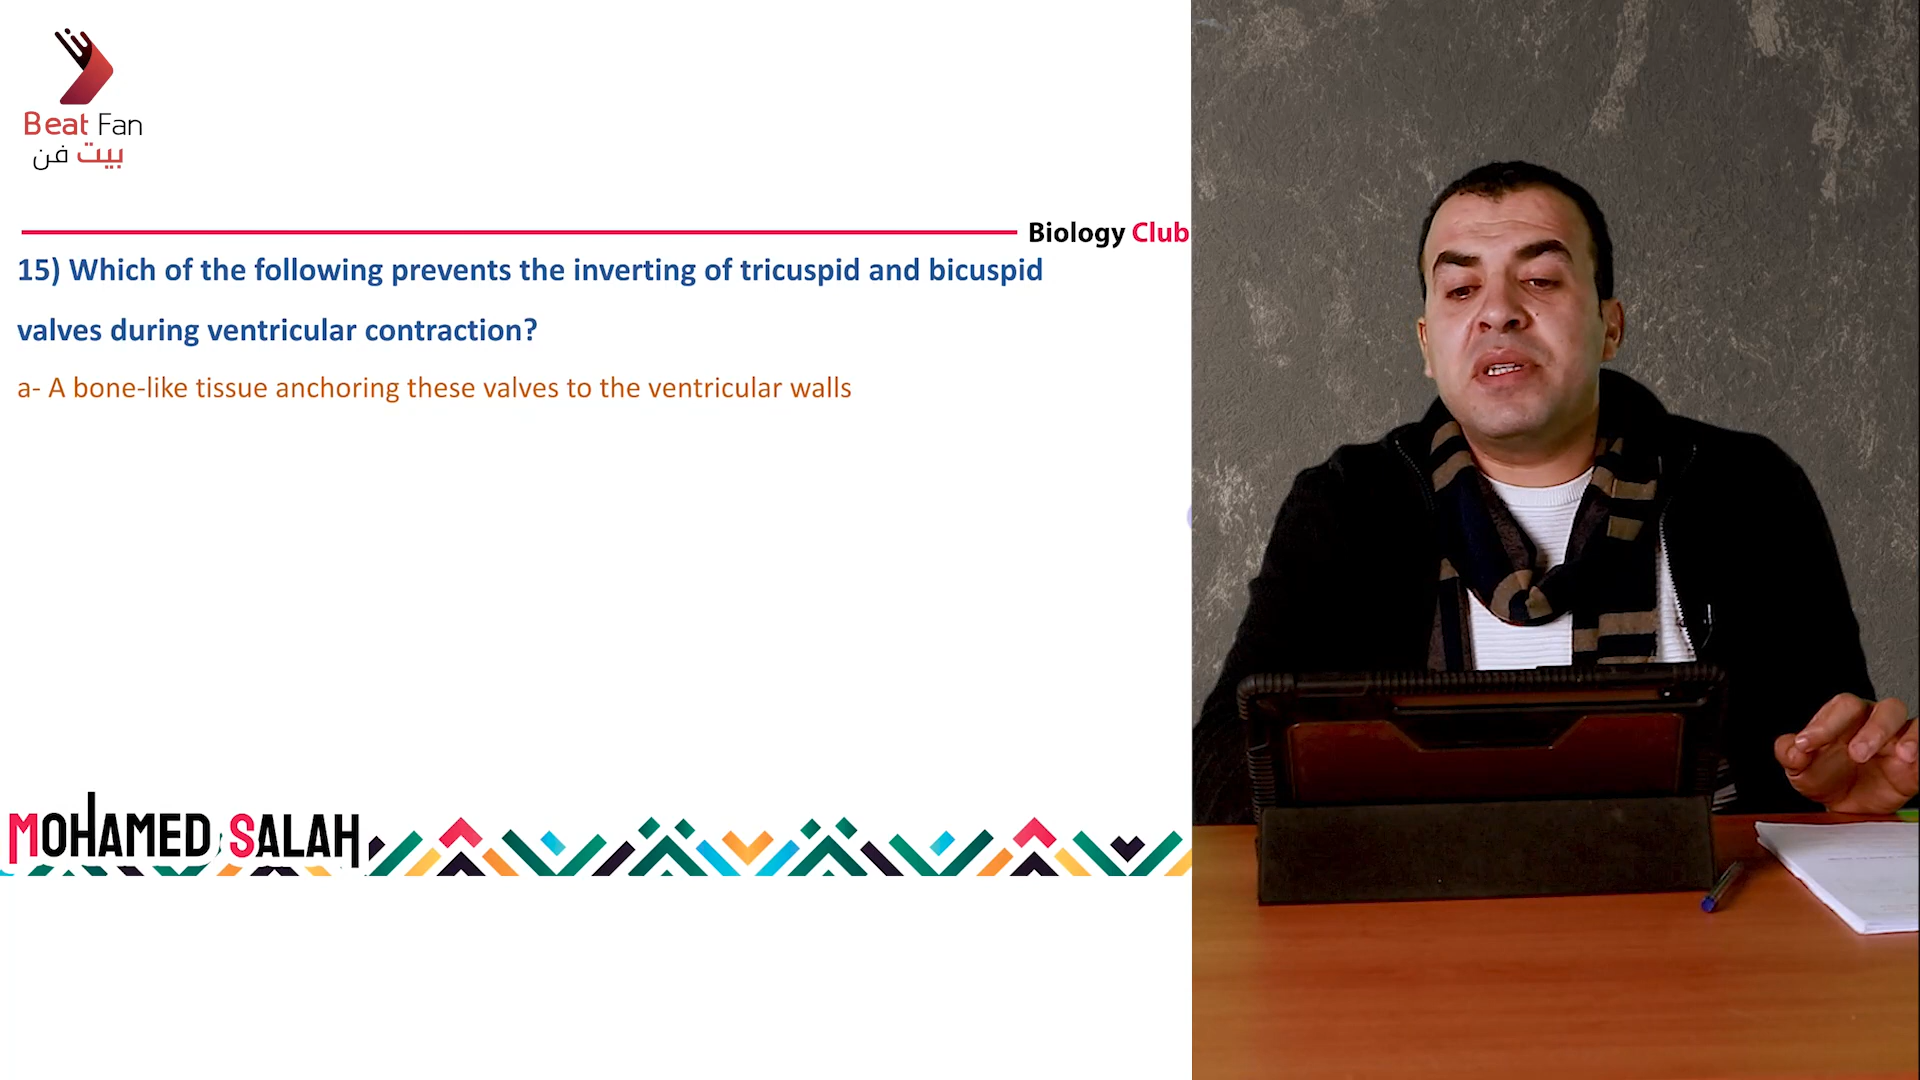 Beat Fan
بيت فن
Biology Club
15) Which of the following prevents the inverting of tricuspid and bicuspid
valves during ventricular contraction?
a- A bone-like tissue anchoring these valves to the ventricular walls
MOHAMED SALAH